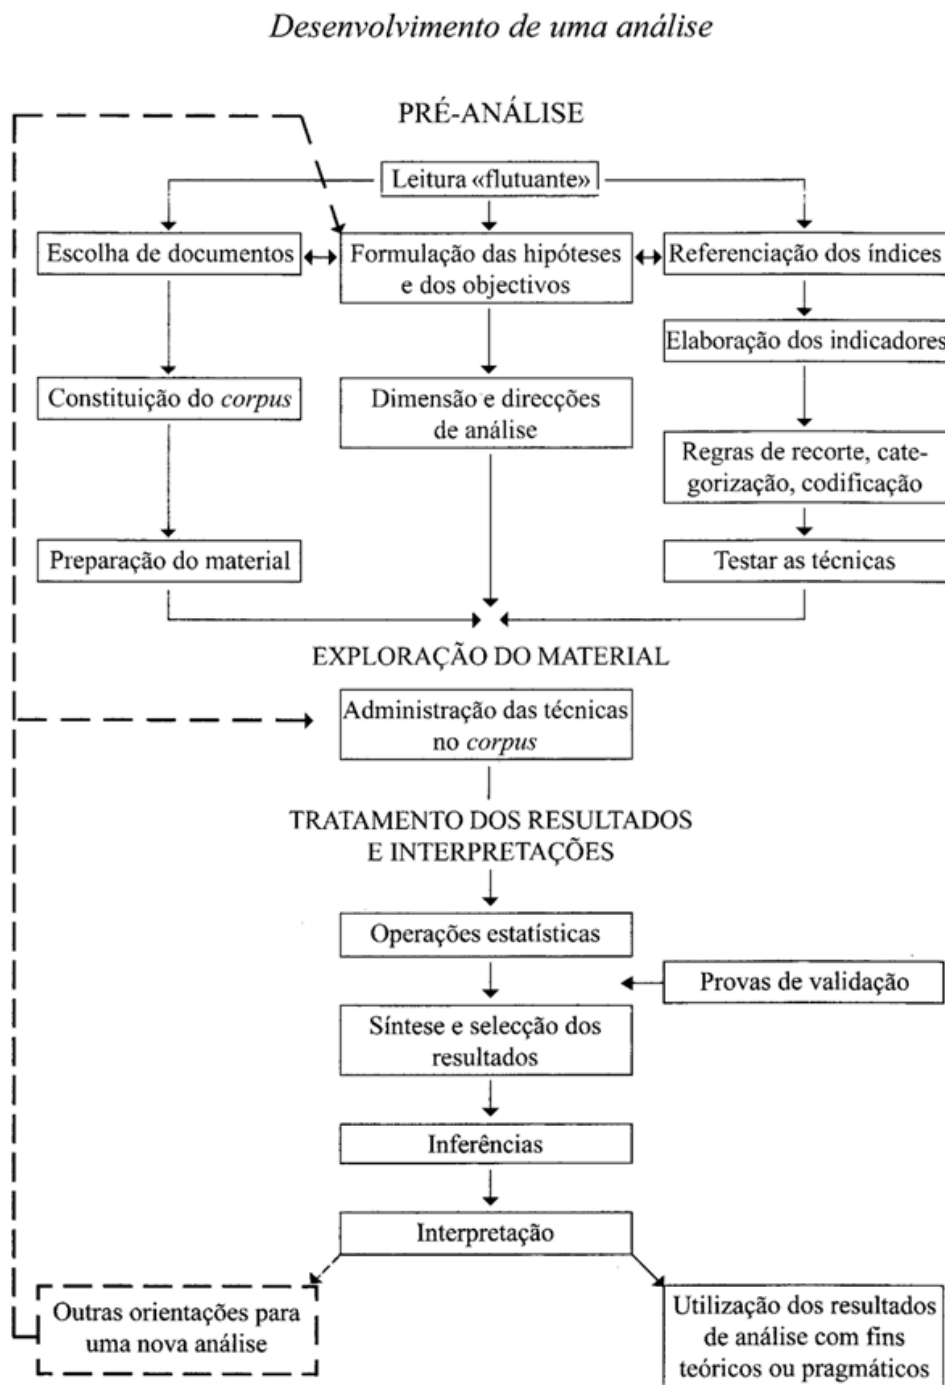 Desenvolvimento de uma análise
PRÉ-ANÁLISE
Leitura «flutuante»
Escolha de documentos
Formulação das hipóteses
e dos objectivos
Referenciação dos índices
Elaboração dos indicadores
Constituição do corpus
Dimensão e direcções
de análise
Regras de recorte, cate-
gorização, codificação
Preparação do material
Testar as técnicas
EXPLORAÇÃO DO MATERIAL
Administração das técnicas
no corpus
TRATAMENTO DOS RESULTADOS
E INTERPRETAÇÕES
Operações estatísticas
Provas de validação
Síntese e selecção dos
resultados
Inferências
Interpretação
Outras orientações para
uma nova análise
Utilização dos resultados
de análise com fins
teóricos ou pragmáticos